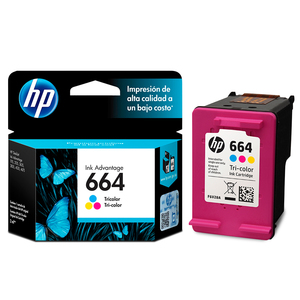 hp
Impresión de
alta calidad a
un bajo costo*
Ink Advantage
664
Tricolor
Tri-color
hp
664
Tri-color
Ink Cartridge